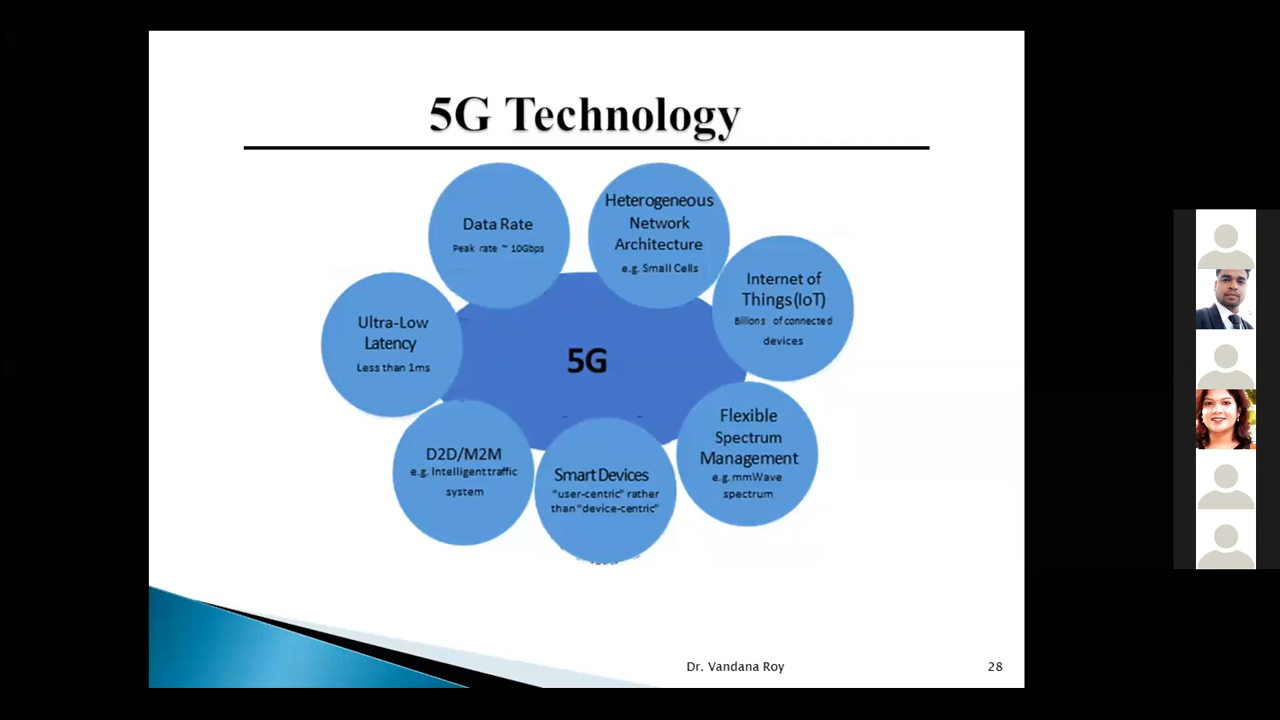 5G Technology
Data Rate
Peak rate ~ 10Gbps
Heterogeneous
Network
Architecture
e.g. Small Cells
Internet of
Things (IoT)
Billions of connected
devices
Ultra-Low
Latency
Less than 1ms
5G
Flexible
Spectrum
Management
e.g. mmWave
spectrum
D2D/M2M
e.g. Intelligent traffic
system
Smart Devices
"user-centric" rather
than "device-centric"
Dr. Vandana Roy
28